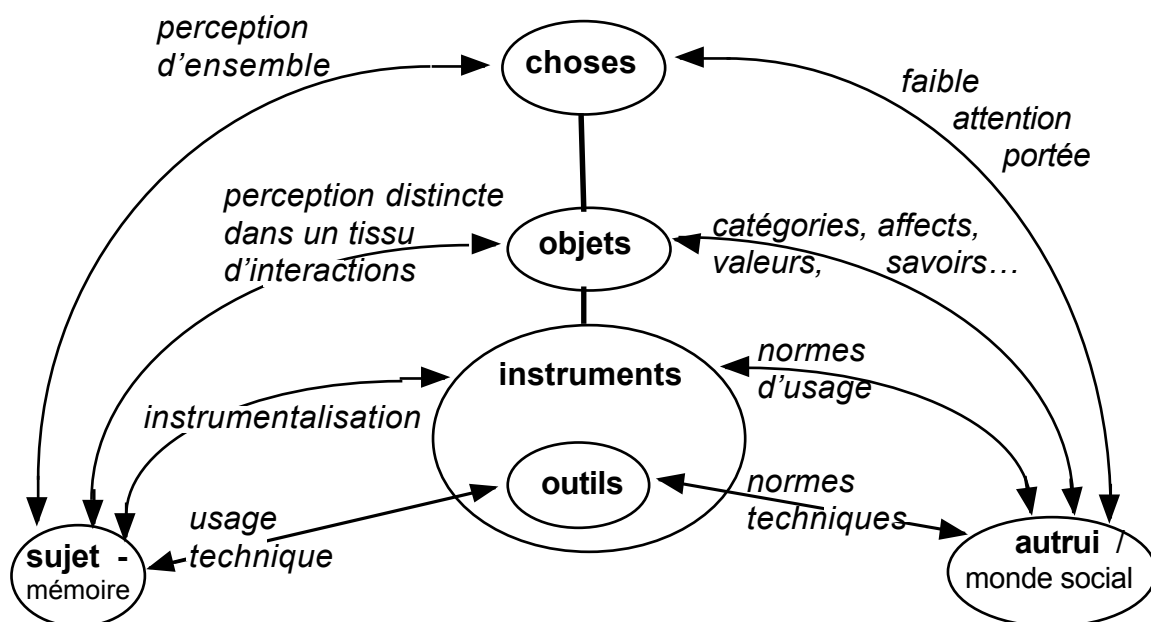 perception
d’ensemble
choses
faible
attention
portée
perception distincte
dans un tissu
d’interactions
objets
catégories, affects,
valeurs, savoirs…
instruments
normes
d’usage
instrumentalisation
outils
usage
technique
normes
techniques
sujet -
mémoire
autrui /
monde social